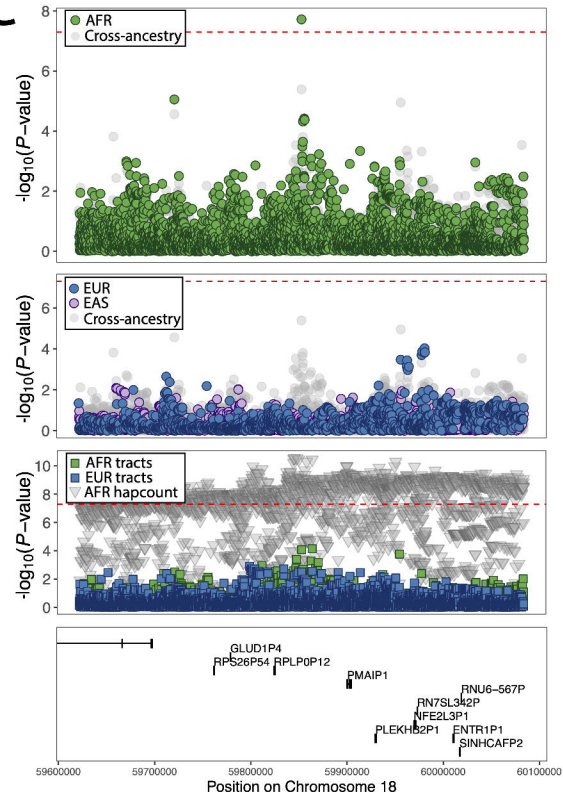 8
6
4
2
0
-log10(P−value)
AFR
Cross-ancestry
6
4
2
0
-log10(P−value)
EUR
EAS
Cross-ancestry
10
8
6
4
2
0
-log10(P−value)
AFR tracts
EUR tracts
AFR hapcount
GLUD1P4
RPS26P54 RPLP0P12
PMAIP1
RNU6−567P
RN7SL342P
NFE2L3P1
PLEKHB2P1 ENTR1P1
SINHCAFP2
59600000 59700000 59800000 59900000 60000000 60100000
Position on Chromosome 18